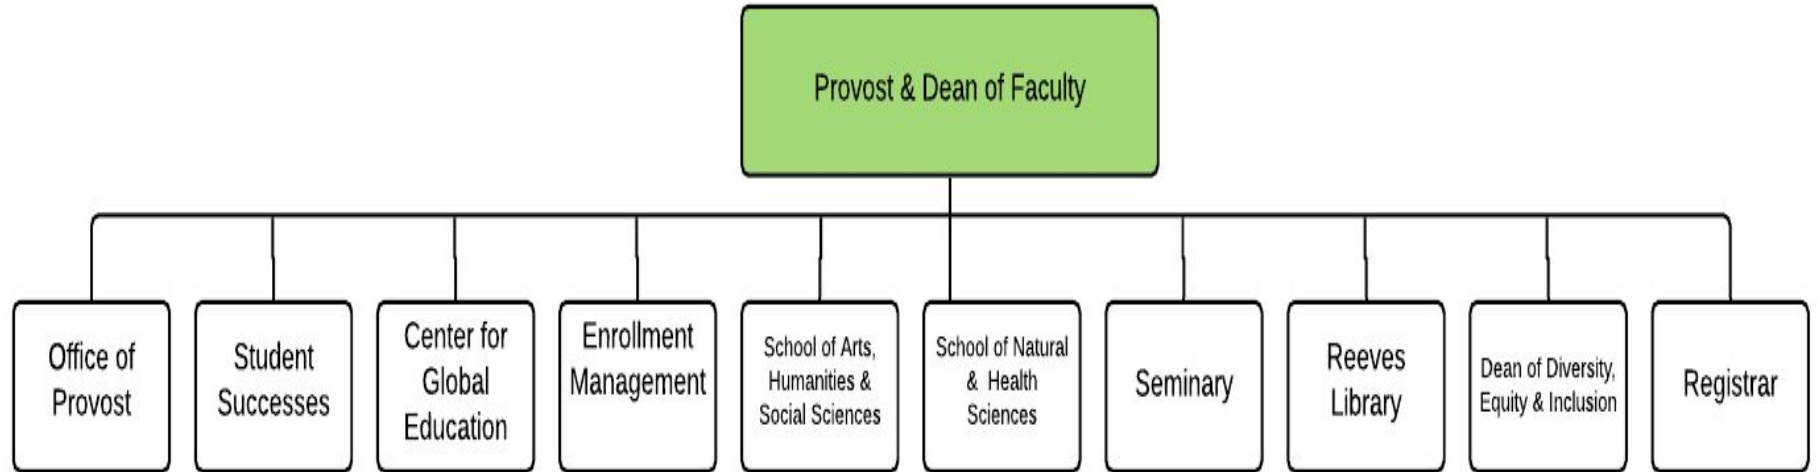 Provost & Dean of Faculty
Office of
Provost
Student
Successes
Center for
Global
Education
Enrollment
Management
School of Arts,
Humanities &
Social Sciences
School of Natural
& Health
Sciences
Seminary
Reeves
Library
Dean of Diversity,
Equity & Inclusion
Registrar